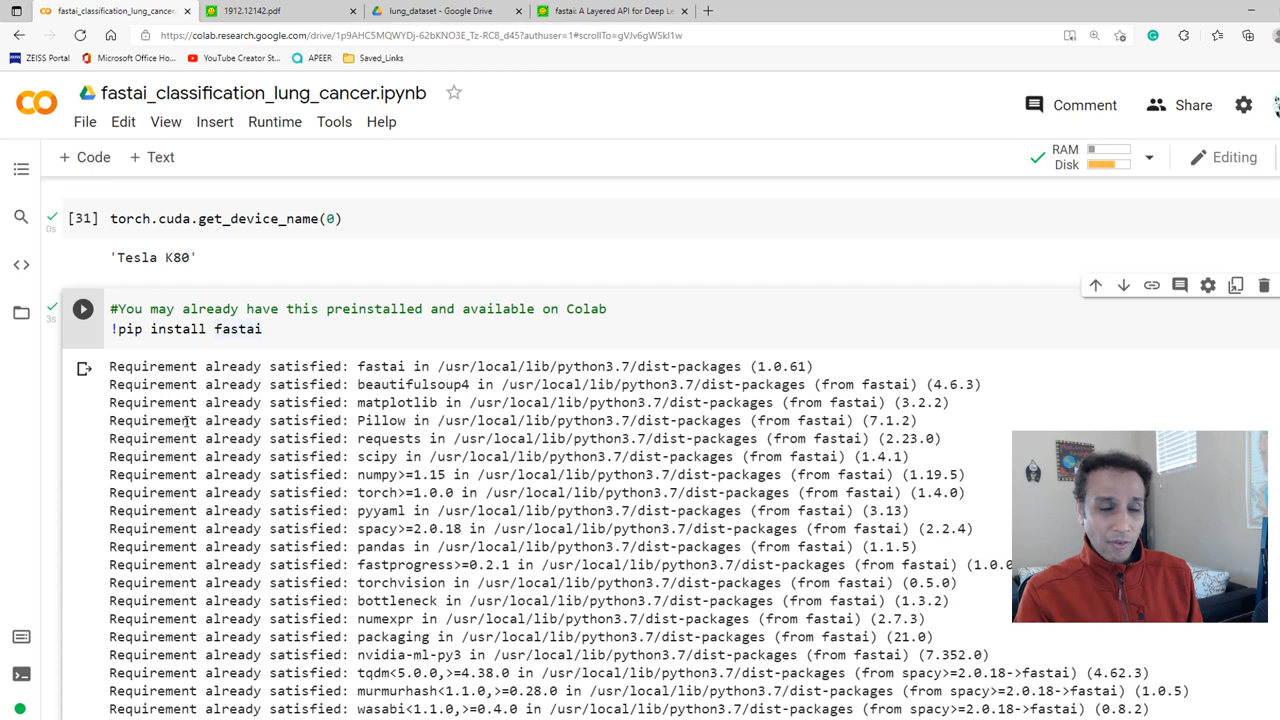 fastai_classification_lung_cancer.
1912.12142.pdf
lung_dataset - Google Drive
fastai: A Layered API for Deep Le
https://colab.research.google.com/drive/1p9AHC5MQWYDj-62bKNO3E_Tz-RC8_d45?authuser=1#scrollTo=gVJv6gWSkI1w
ZEISS Portal
Microsoft Office Ho...
YouTube Creator St...
APEER
Saved_Links
fastai_classification_lung_cancer.ipynb
Comment
Share
File Edit View Insert Runtime Tools Help
+ Code + Text
RAM
Disk
Editing
[31] torch.cuda.get_device_name(0)
0s
'Tesla K80'
3s
#You may already have this preinstalled and available on Colab
!pip install fastai
Requirement already satisfied: fastai in /usr/local/lib/python3.7/dist-packages (1.0.61)
Requirement already satisfied: beautifulsoup4 in /usr/local/lib/python3.7/dist-packages (from fastai) (4.6.3)
Requirement already satisfied: matplotlib in /usr/local/lib/python3.7/dist-packages (from fastai) (3.2.2)
Requirement already satisfied: Pillow in /usr/local/lib/python3.7/dist-packages (from fastai) (7.1.2)
Requirement already satisfied: requests in /usr/local/lib/python3.7/dist-packages (from fastai) (2.23.0)
Requirement already satisfied: scipy in /usr/local/lib/python3.7/dist-packages (from fastai) (1.4.1)
Requirement already satisfied: numpy>=1.15 in /usr/local/lib/python3.7/dist-packages (from fastai) (1.19.5)
Requirement already satisfied: torch>=1.0.0 in /usr/local/lib/python3.7/dist-packages (from fastai) (1.4.0)
Requirement already satisfied: pyyaml in /usr/local/lib/python3.7/dist-packages (from fastai) (3.13)
Requirement already satisfied: spacy>=2.0.18 in /usr/local/lib/python3.7/dist-packages (from fastai) (2.2.4)
Requirement already satisfied: pandas in /usr/local/lib/python3.7/dist-packages (from fastai) (1.1.5)
Requirement already satisfied: fastprogress>=0.2.1 in /usr/local/lib/python3.7/dist-packages (from fastai) (1.0.0
Requirement already satisfied: torchvision in /usr/local/lib/python3.7/dist-packages (from fastai) (0.5.0)
Requirement already satisfied: bottleneck in /usr/local/lib/python3.7/dist-packages (from fastai) (1.3.2)
Requirement already satisfied: numexpr in /usr/local/lib/python3.7/dist-packages (from fastai) (2.7.3)
Requirement already satisfied: packaging in /usr/local/lib/python3.7/dist-packages (from fastai) (21.0)
Requirement already satisfied: nvidia-ml-py3 in /usr/local/lib/python3.7/dist-packages (from fastai) (7.352.0)
Requirement already satisfied: tqdm<5.0.0,>=4.38.0 in /usr/local/lib/python3.7/dist-packages (from spacy>=2.0.18->fastai) (4.62.3)
Requirement already satisfied: murmurhash<1.1.0,>=0.28.0 in /usr/local/lib/python3.7/dist-packages (from spacy>=2.0.18->fastai) (1.0.5)
Requirement already satisfied: wasabi<1.1.0,>=0.4.0 in /usr/local/lib/python3.7/dist-packages (from spacy>=2.0.18->fastai) (0.8.2)